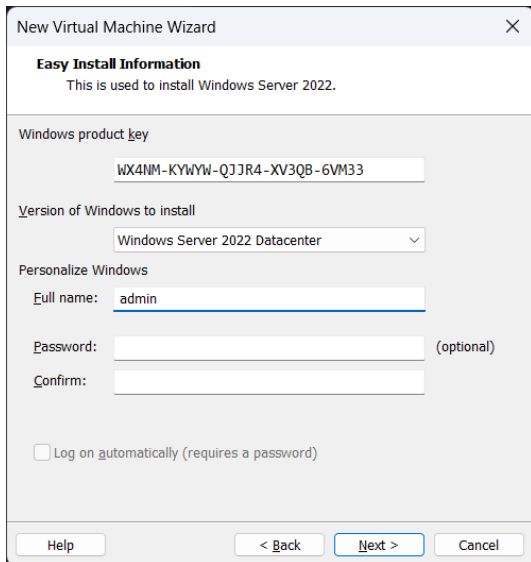 New Virtual Machine Wizard
Easy Install Information
This is used to install Windows Server 2022.
Windows product key
WX4NM-KYWYW-QJJR4-XV3QB-6VM33
Version of Windows to install
Windows Server 2022 Datacenter
Personalize Windows
Full name: admin
Password: (optional)
Confirm:
Log on automatically (requires a password)
Help < Back Next > Cancel